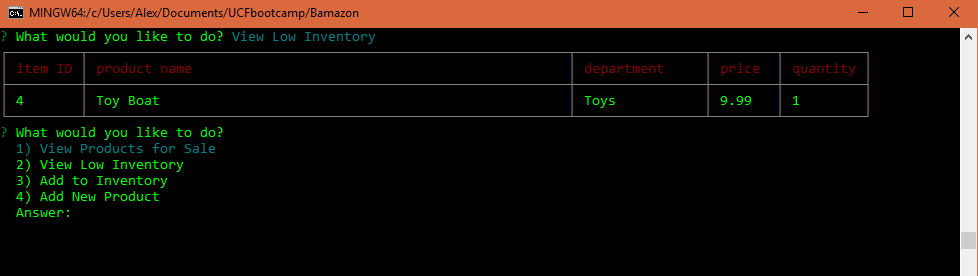 MINGW64:/c/Users/Alex/Documents/UCFbootcamp/Bamazon
? What would you like to do? View Low Inventory
item ID product name department price quantity
4 Toy Boat Toys 9.99 1
? What would you like to do?
1) View Products for Sale
2) View Low Inventory
3) Add to Inventory
4) Add New Product
Answer: